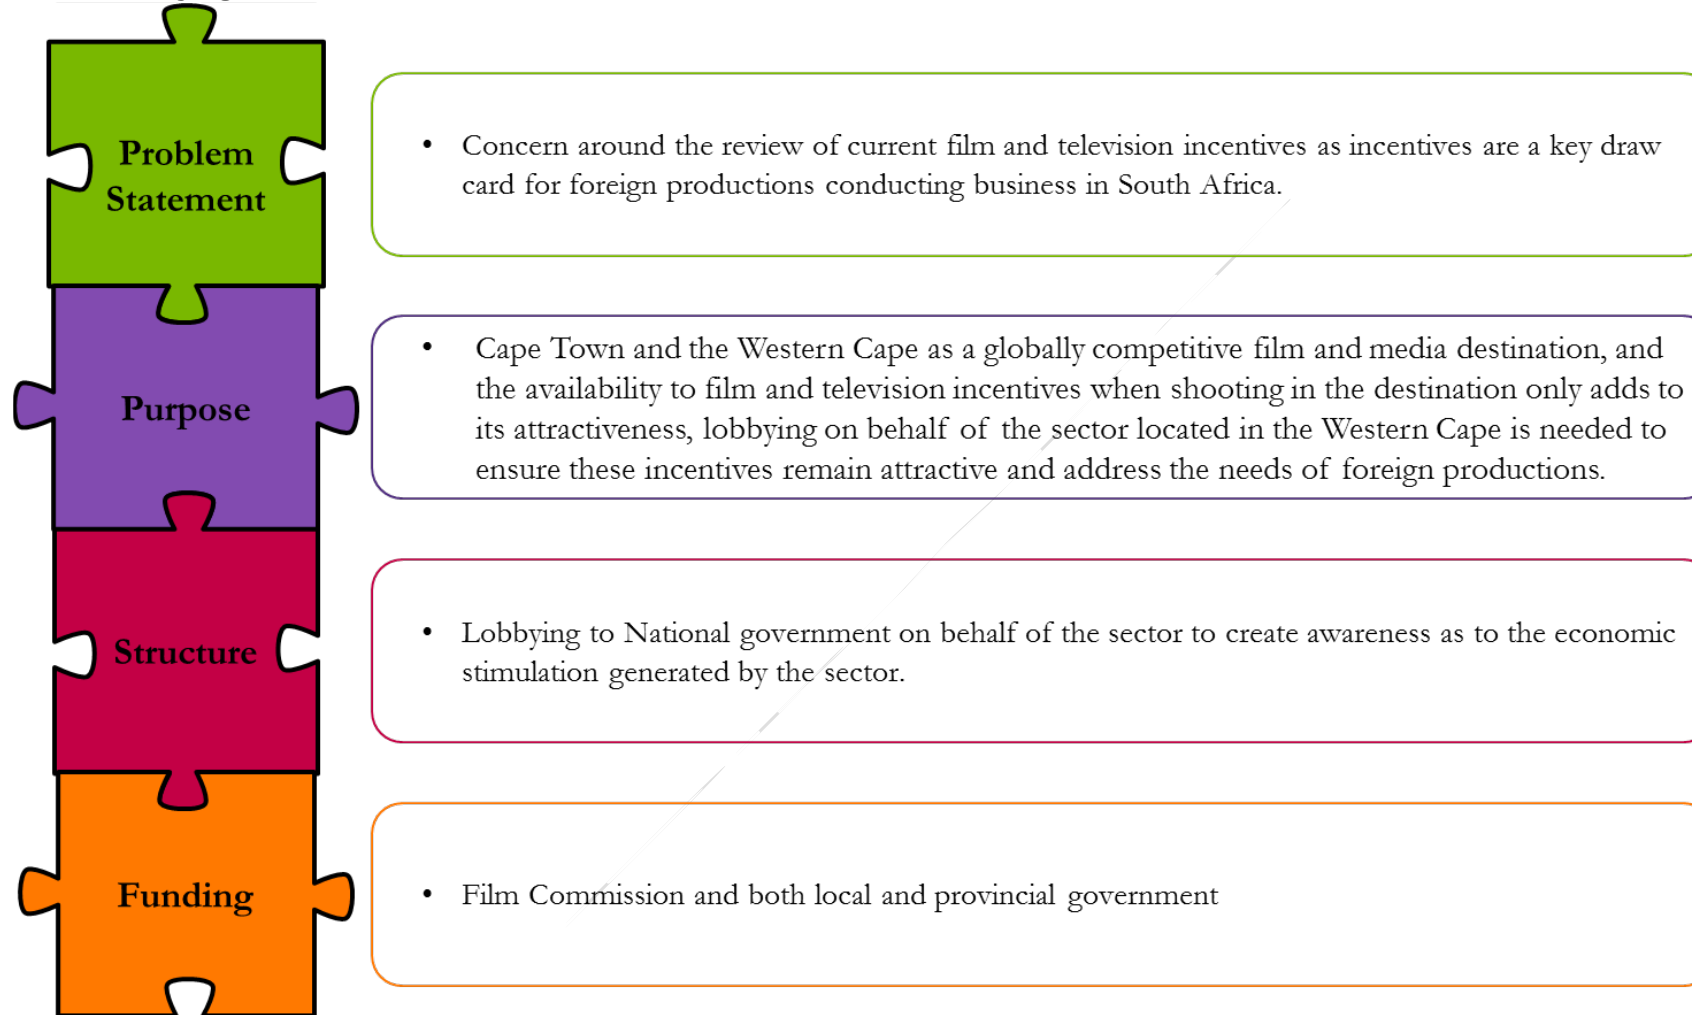 Problem
Statement
• Concern around the review of current film and television incentives as incentives are a key draw
card for foreign productions conducting business in South Africa.
Purpose
• Cape Town and the Western Cape as a globally competitive film and media destination, and
the availability to film and television incentives when shooting in the destination only adds to
its attractiveness, lobbying on behalf of the sector located in the Western Cape is needed to
ensure these incentives remain attractive and address the needs of foreign productions.
Structure
• Lobbying to National government on behalf of the sector to create awareness as to the economic
stimulation generated by the sector.
Funding
• Film Commission and both local and provincial government